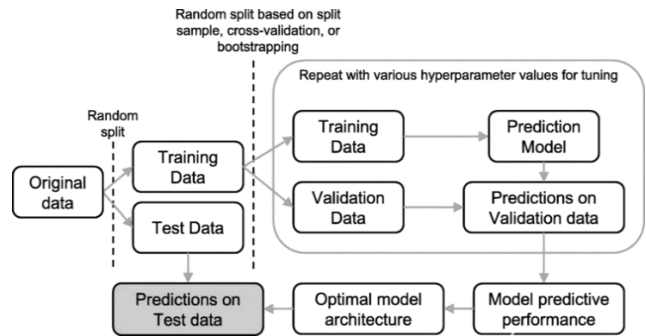 Random split based on split
sample, cross-validation, or
bootstrapping
Repeat with various hyperparameter values for tuning
Random
split
Training
Data
Prediction
Model
Original
data
Training
Data
Validation
Data
Predictions on
Validation data
Test Data
Predictions on
Test data
Optimal model
architecture
Model predictive
performance